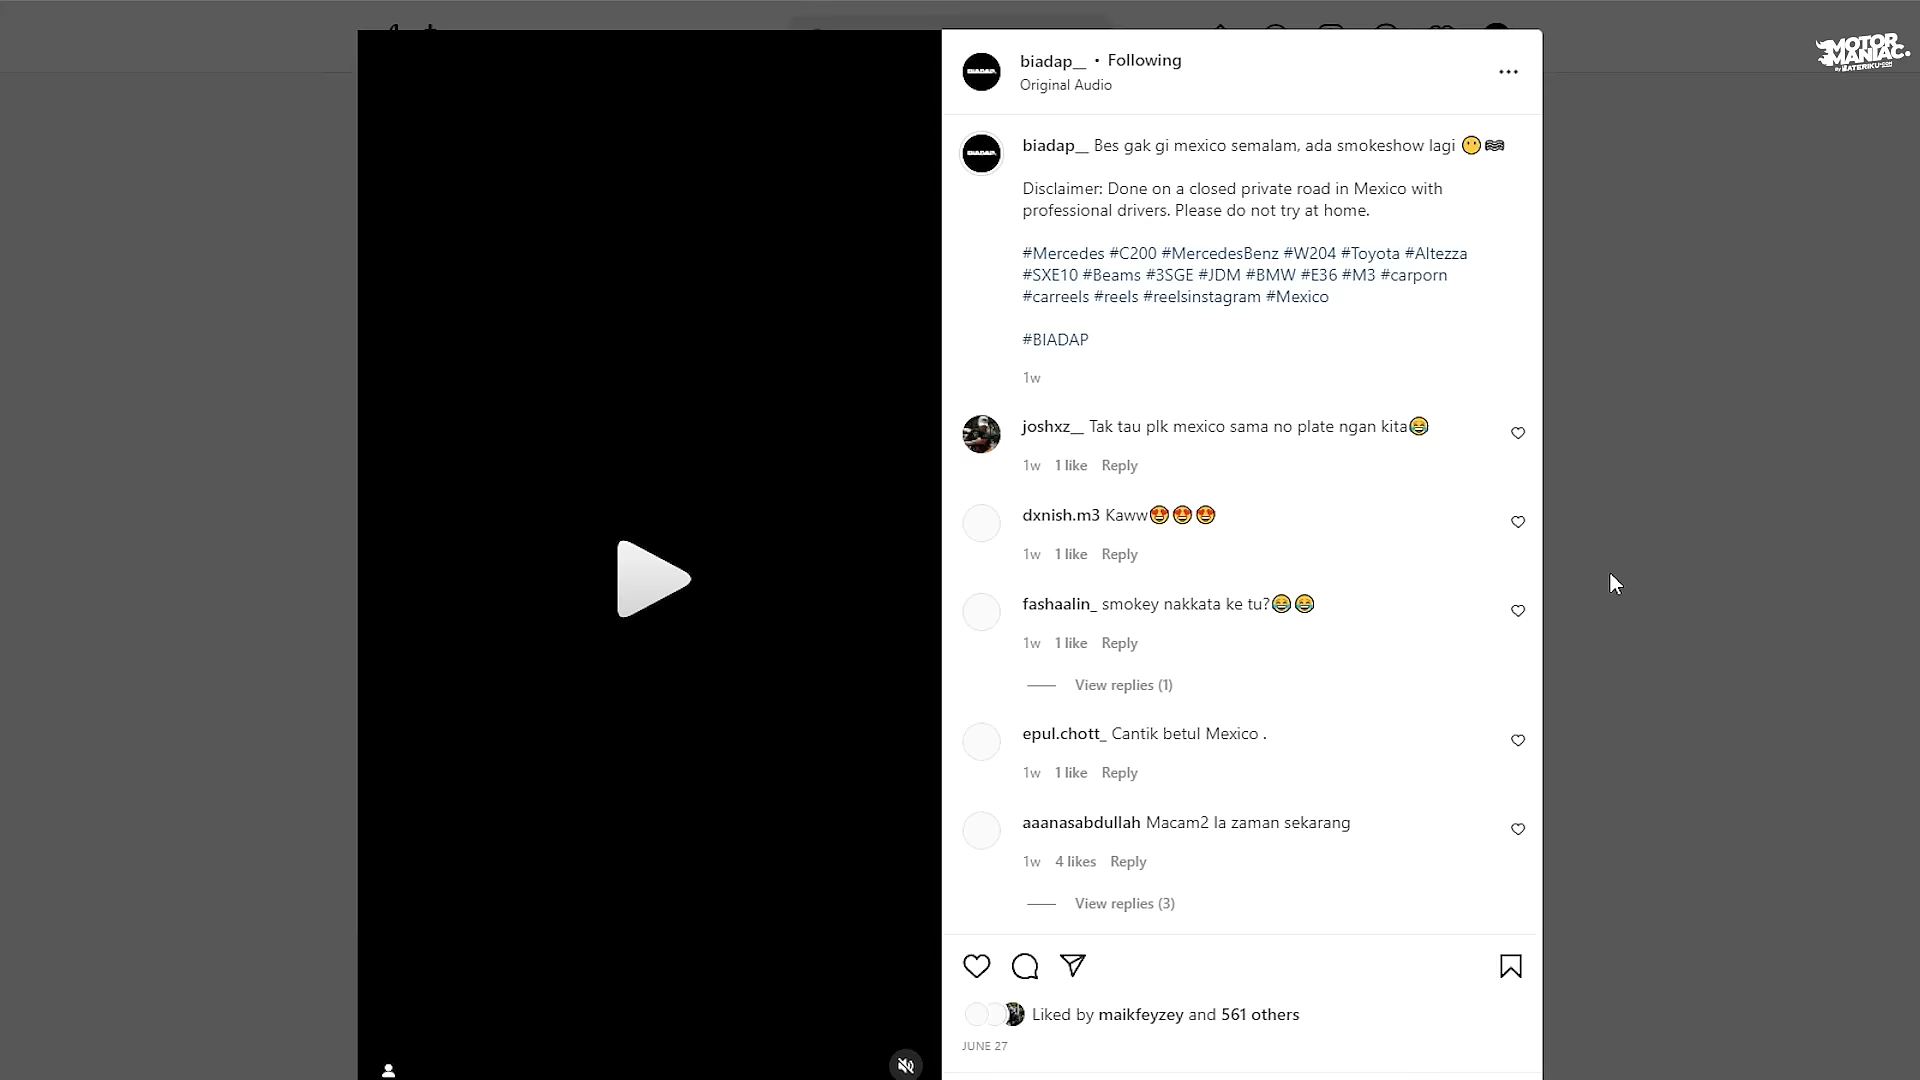 MOTOR
MANIAC.
by MATERIKU.COM
biadap__ • Following
Original Audio
biadap__ Bes gak gi mexico semalam, ada smokeshow lagi 😶🌫
Disclaimer: Done on a closed private road in Mexico with
professional drivers. Please do not try at home.
#Mercedes #C200 #MercedesBenz #W204 #Toyota #Altezza
#SXE10 #Beams #3SGE #JDM #BMW #E36 #M3 #carporn
#carreels #reels #reelsinstagram #Mexico
#BIADAP
1w
joshxz__ Tak tau plk mexico sama no plate ngan kita😂
1w 1 like Reply
dxnish.m3 Kaww😍😍😍
1w 1 like Reply
fashaalin_ smokey nakkata ke tu?😂😂
1w 1 like Reply
View replies (1)
epul.chott_ Cantik betul Mexico .
1w 1 like Reply
aaanasabdullah Macam2 la zaman sekarang
1w 4 likes Reply
View replies (3)
Liked by maikfeyzey and 561 others
JUNE 27